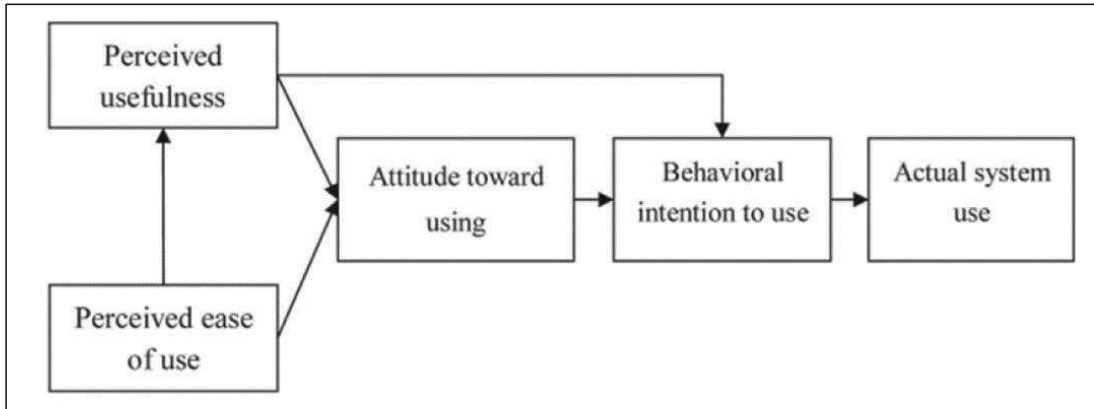 Perceived
usefulness
Attitude toward
using
Behavioral
intention to use
Actual system
use
Perceived ease
of use